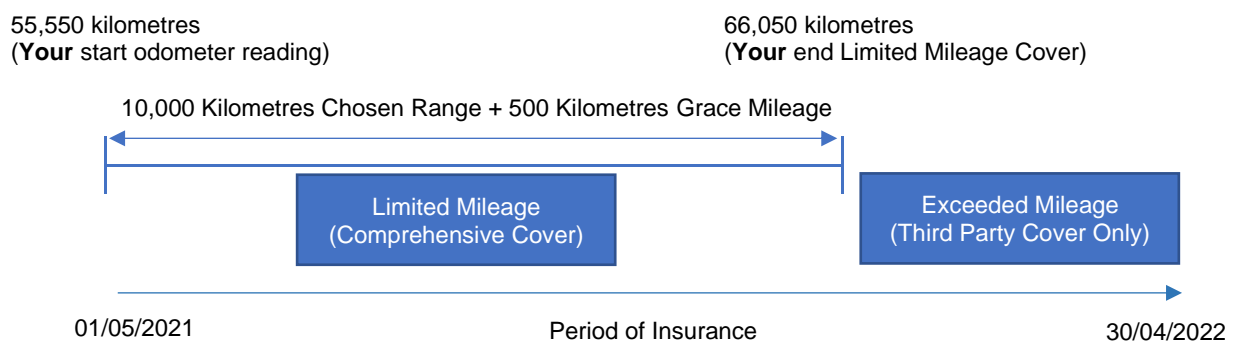 55,550 kilometres
(Your start odometer reading)
66,050 kilometres
(Your end Limited Mileage Cover)
10,000 Kilometres Chosen Range + 500 Kilometres Grace Mileage
Limited Mileage
(Comprehensive Cover)
Exceeded Mileage
(Third Party Cover Only)
01/05/2021
Period of Insurance
30/04/2022